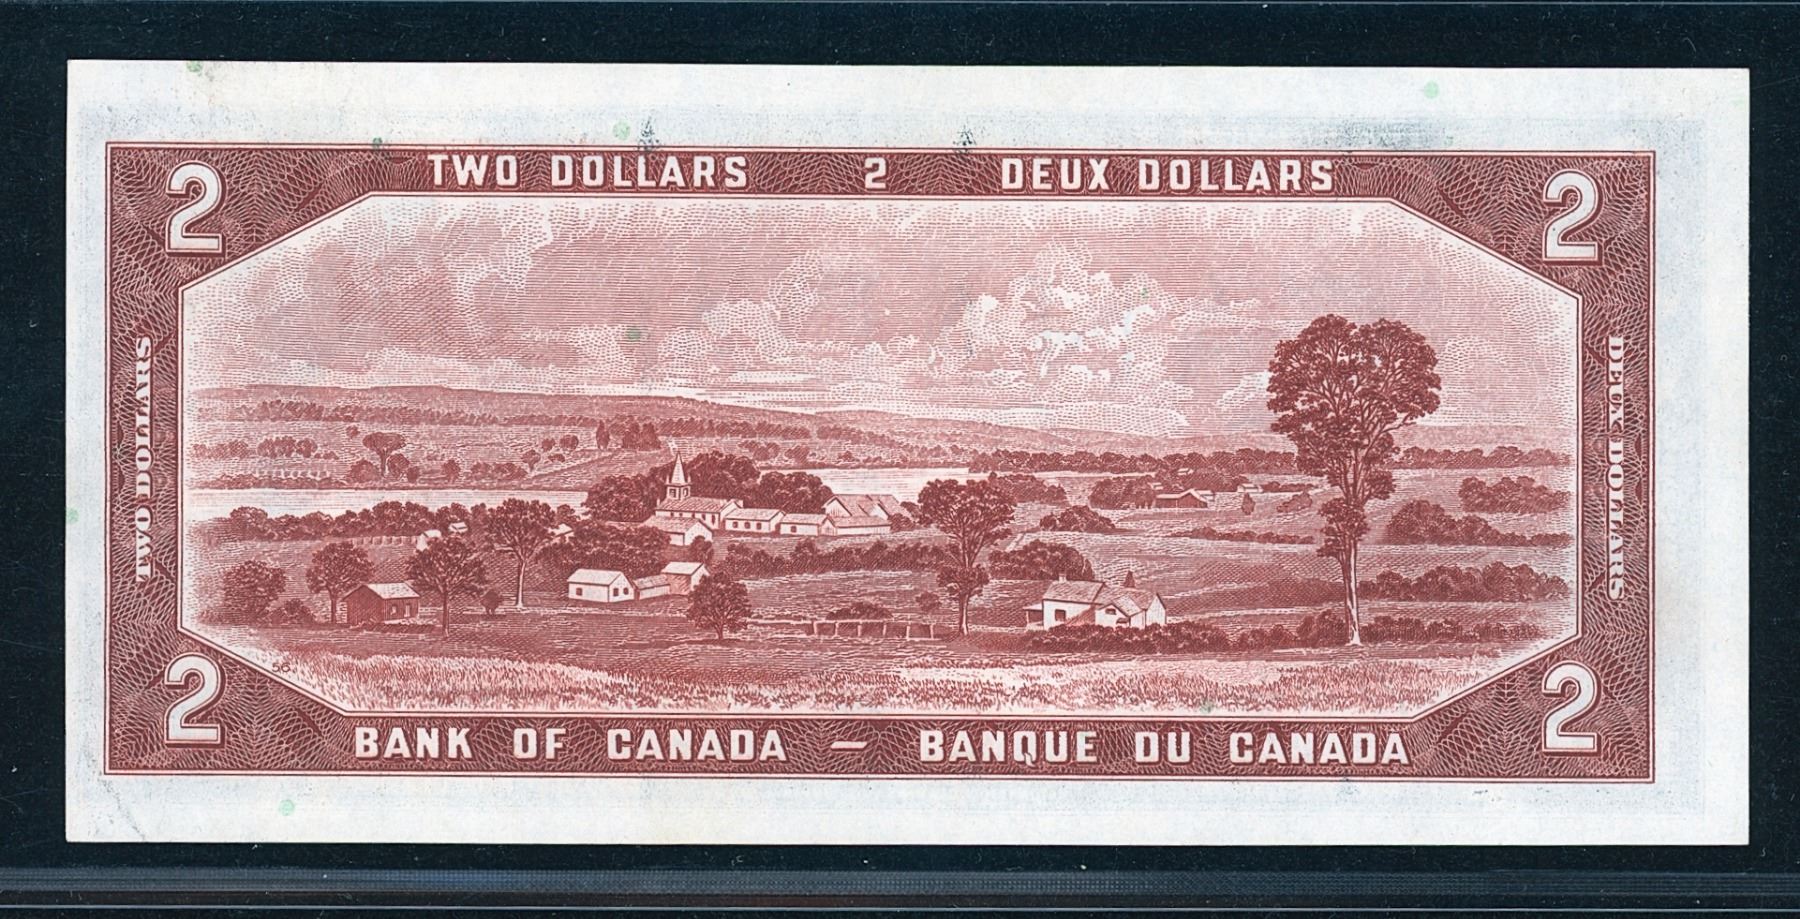 2 TWO DOLLARS 2 DEUX DOLLARS 2
TWO DOLLARS
DEUX DOLLARS
56
2 BANK OF CANADA — BANQUE DU CANADA 2